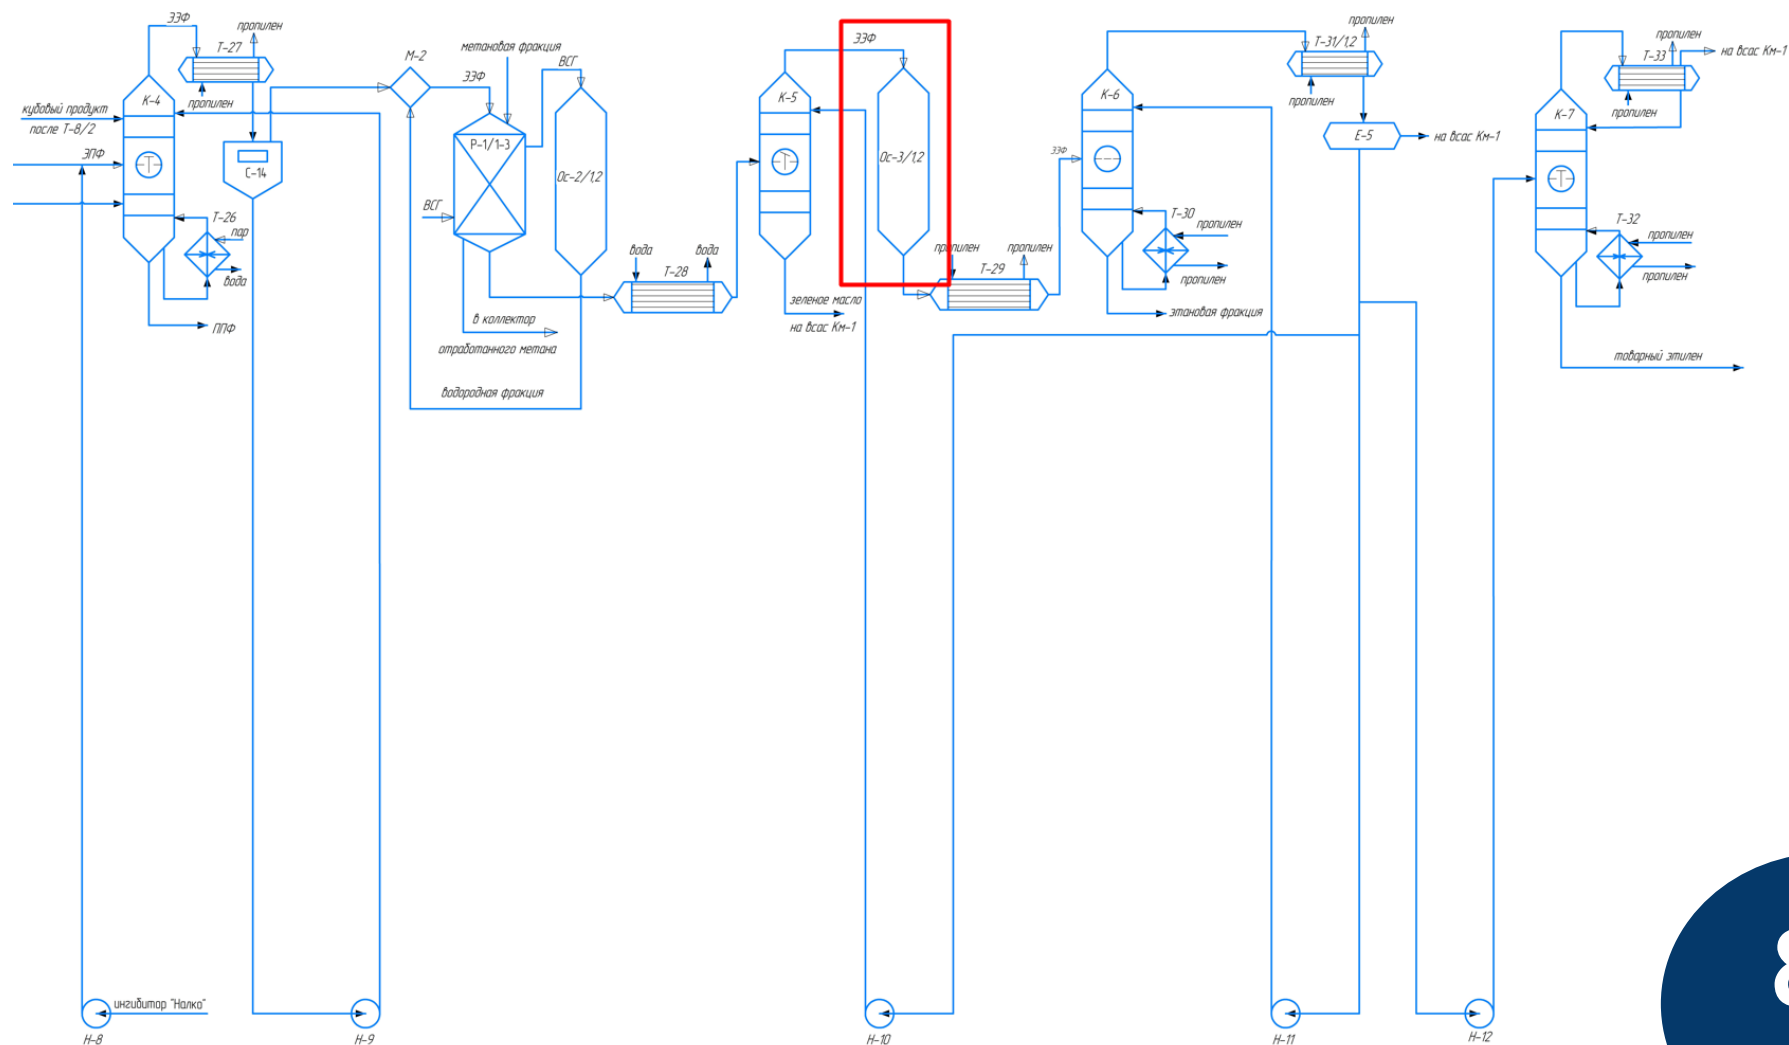 ЭЭФ
пропилен
Т-27
К-4
пропилен
кубовый продукт
после Т-8/2
ЭПФ
С-14
Т-26
пар
вода
ППФ
М-2
метановая фракция
ЭЭФ
ВСГ
Р-1/1-3
Ос-2/1,2
ВСГ
в коллектор
отработанного метана
водородная фракция
вода
вода
Т-28
К-5
ЭЭФ
Ос-3/1,2
зеленое масло
на всас Км-1
пропилен
пропилен
Т-29
ЭЭФ
К-6
Т-30
пропилен
пропилен
этановая фракция
пропилен
Т-31/1,2
пропилен
Е-5
на всас Км-1
пропилен
Т-33
на всас Км-1
пропилен
К-7
Т-32
пропилен
пропилен
товарный этилен
ингибитор "Налко"
Н-8
Н-9
Н-10
Н-11
Н-12
8